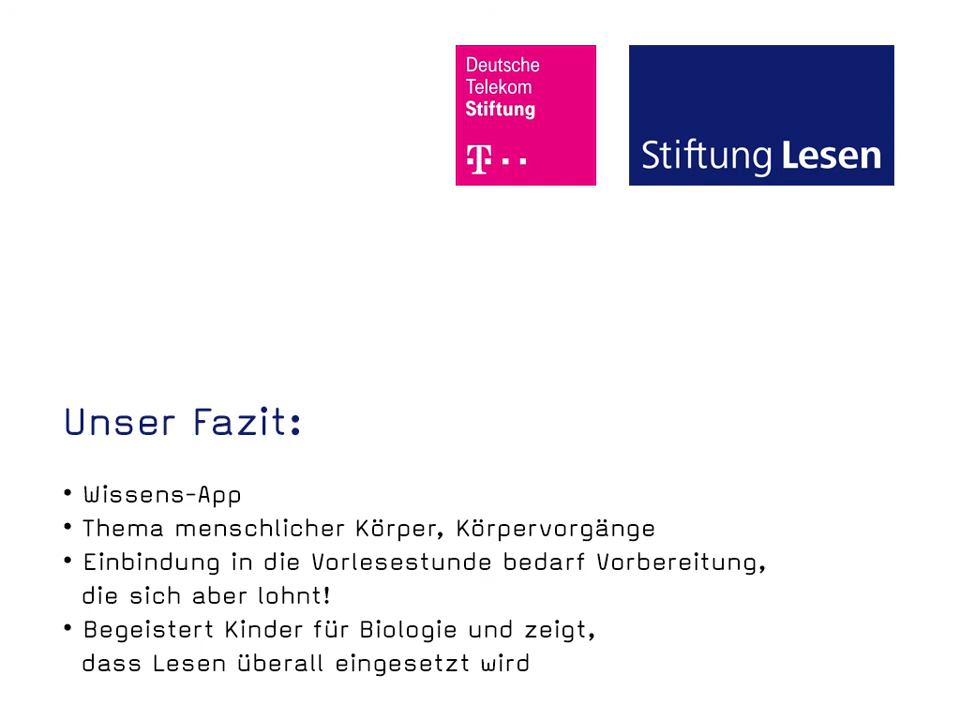 Deutsche
Telekom
Stiftung
T··
Stiftung Lesen
Unser Fazit:
• Wissens-App
• Thema menschlicher Körper, Körpervorgänge
• Einbindung in die Vorlesestunde bedarf Vorbereitung,
die sich aber lohnt!
• Begeistert Kinder für Biologie und zeigt,
dass Lesen überall eingesetzt wird